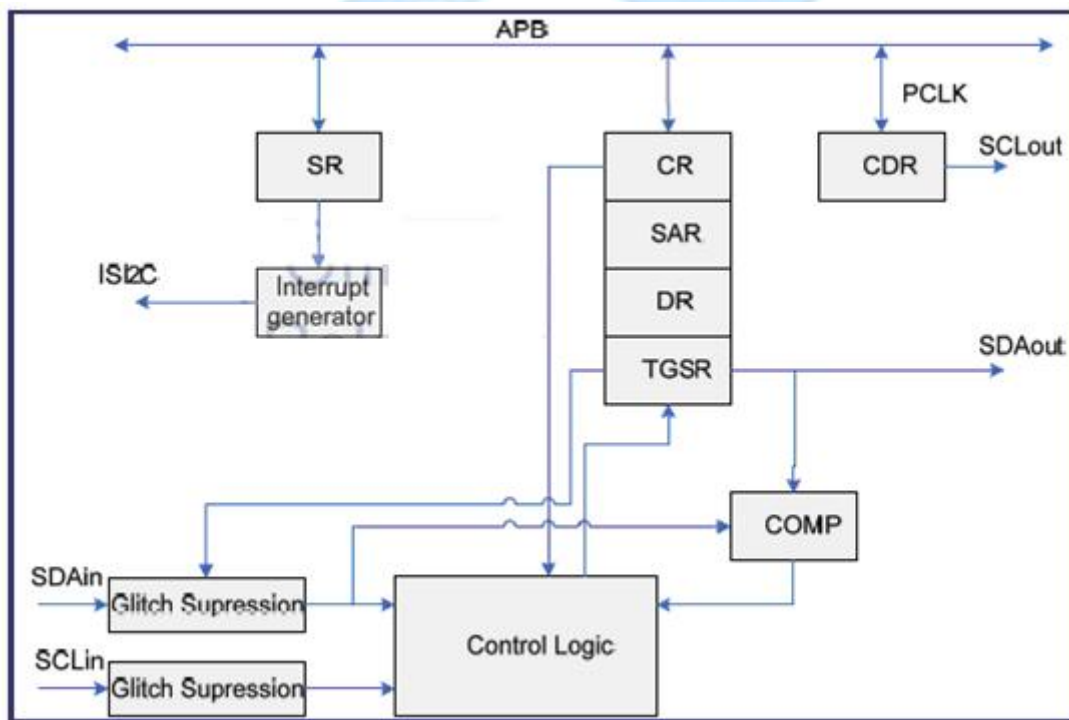 APB
PCLK
SR
CR
CDR
SCLout
SAR
ISI2C
Interrupt
generator
DR
TGSR
SDAout
COMP
SDAin
Glitch Supression
Control Logic
SCLin
Glitch Supression